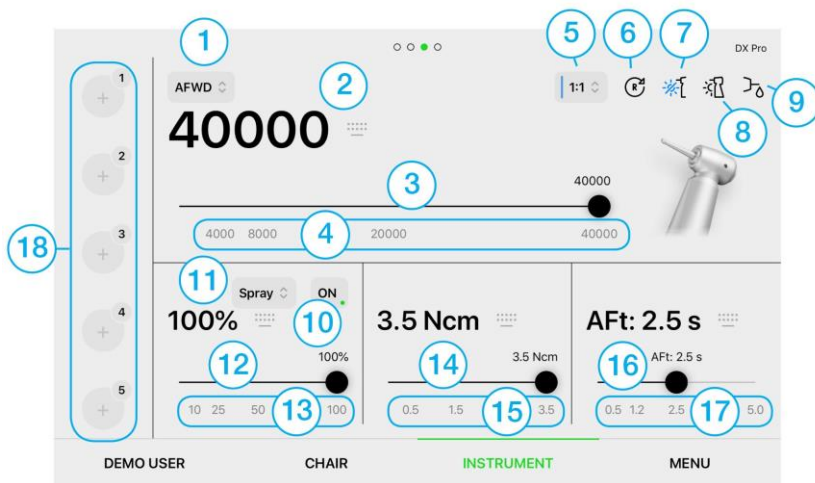 1
5
6
7
DX Pro
1
AFWD
2
1:1
R
8
9
40000
2
3
40000
3
4000 8000 4 20000 40000
18
11
Spray ON
4
100% 10 3.5 Ncm AFt: 2.5 s
12 100% 14 3.5 Ncm 16 AFt: 2.5 s
5
10 25 50 13 100 0.5 1.5 15 3.5 0.5 1.2 2.5 17 5.0
DEMO USER CHAIR INSTRUMENT MENU